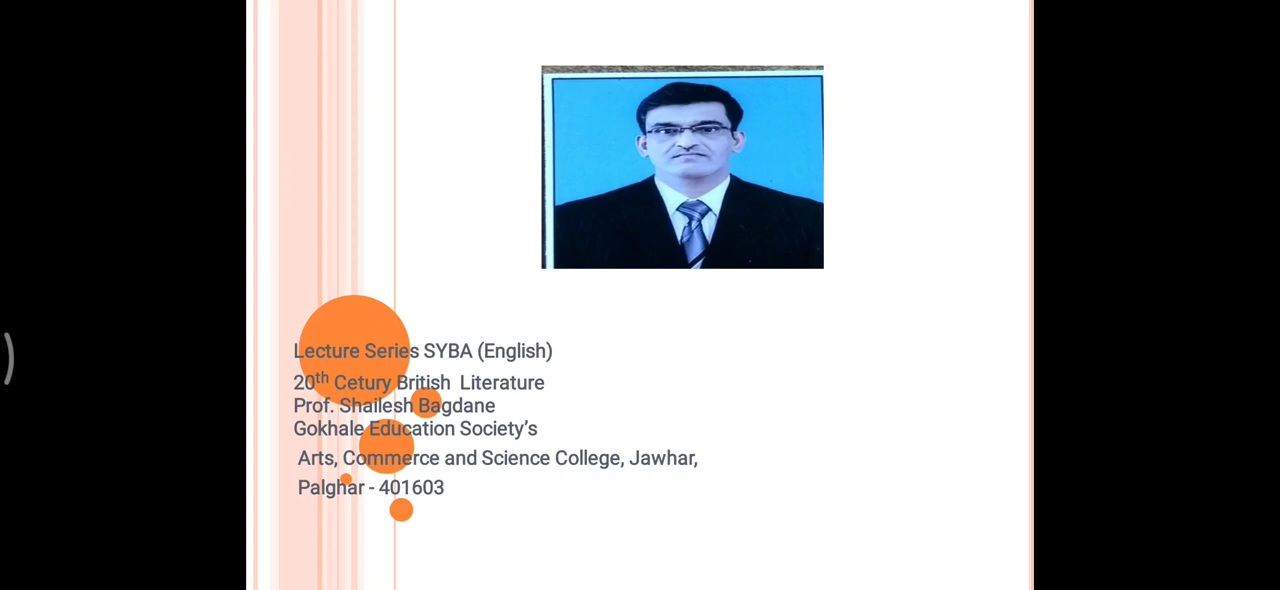 Lecture Series SYBA (English)
20th Cetury British Literature
Prof. Shailesh Bagdane
Gokhale Education Society’s
Arts, Commerce and Science College, Jawhar,
Palghar - 401603